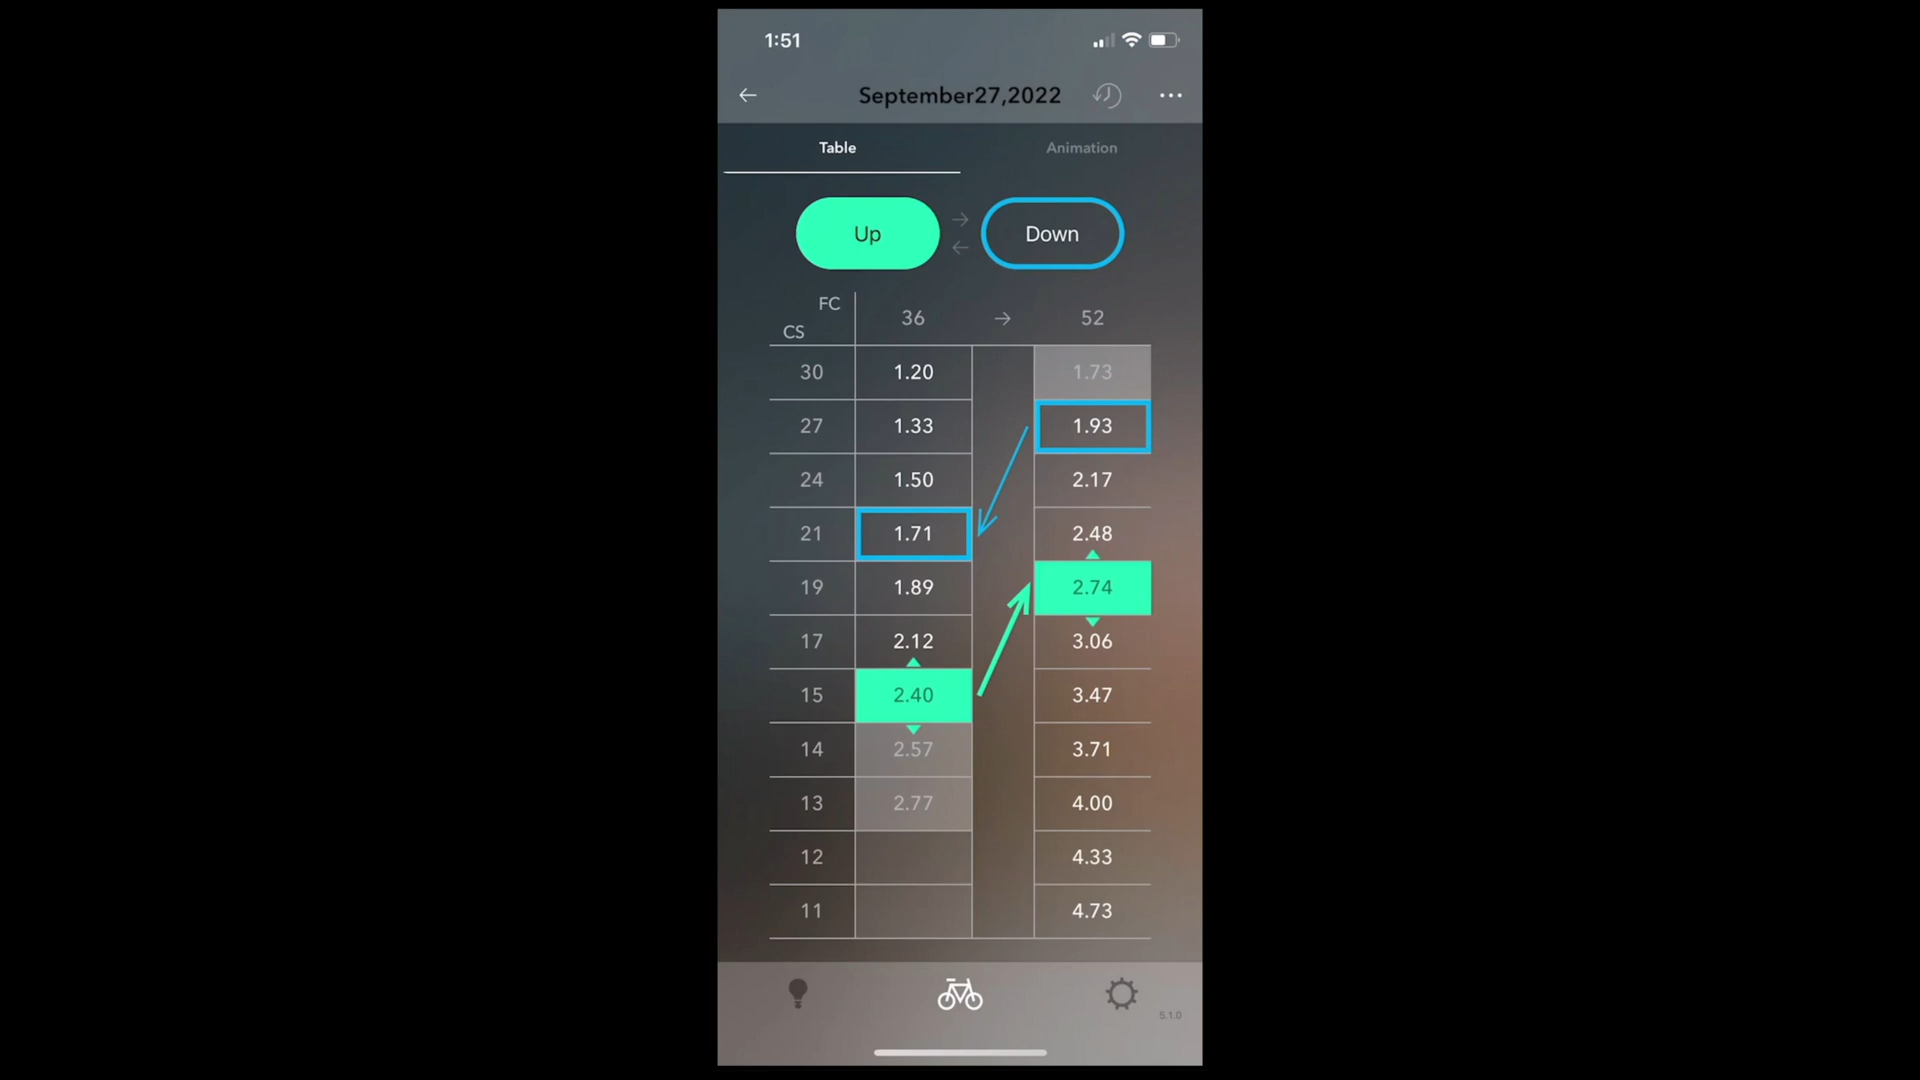 1:51
September27,2022
Table Animation
Up Down
FC
CS 36 52
30 1.20 1.73
27 1.33 1.93
24 1.50 2.17
21 1.71 2.48
19 1.89 2.74
17 2.12 3.06
15 2.40 3.47
14 2.57 3.71
13 2.77 4.00
12 4.33
11 4.73
5.1.0